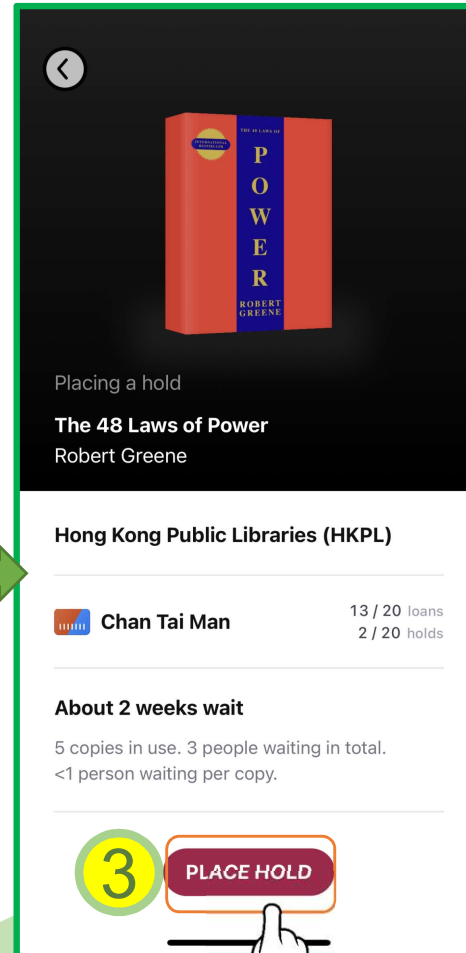 INTERNATIONAL
BESTSELLER
THE 48 LAWS OF
P
O
W
E
R
ROBERT
GREENE
Placing a hold
The 48 Laws of Power
Robert Greene
Hong Kong Public Libraries (HKPL)
Chan Tai Man
13 / 20 loans
2 / 20 holds
About 2 weeks wait
5 copies in use. 3 people waiting in total.
<1 person waiting per copy.
3
PLACE HOLD